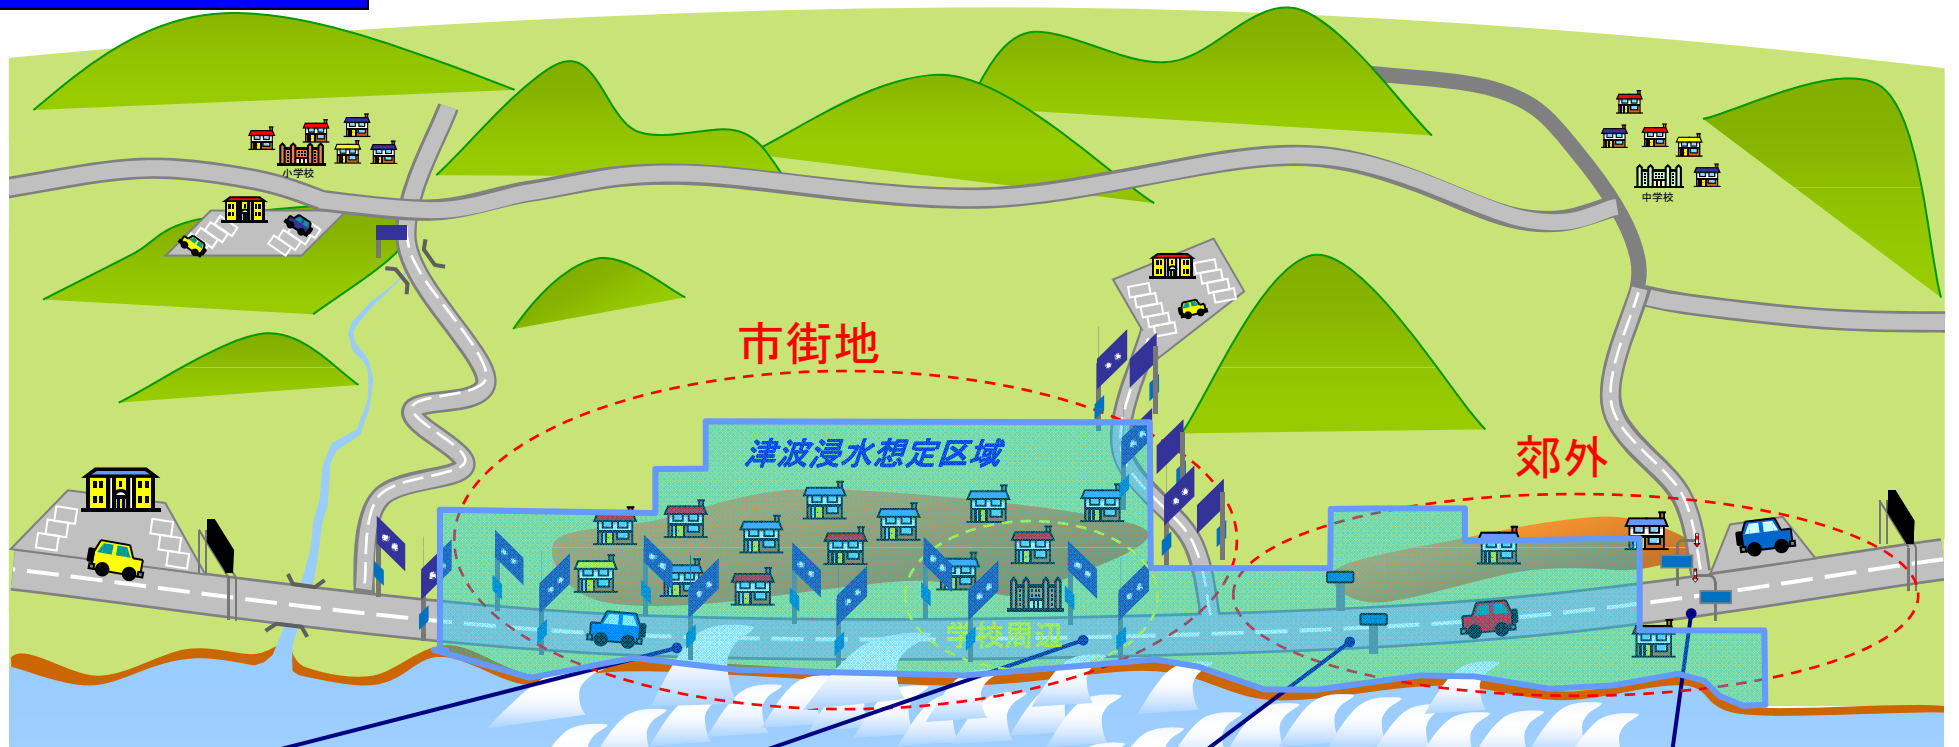 小学校
中学校
市街地
津波浸水想定区域
郊外
学校周辺